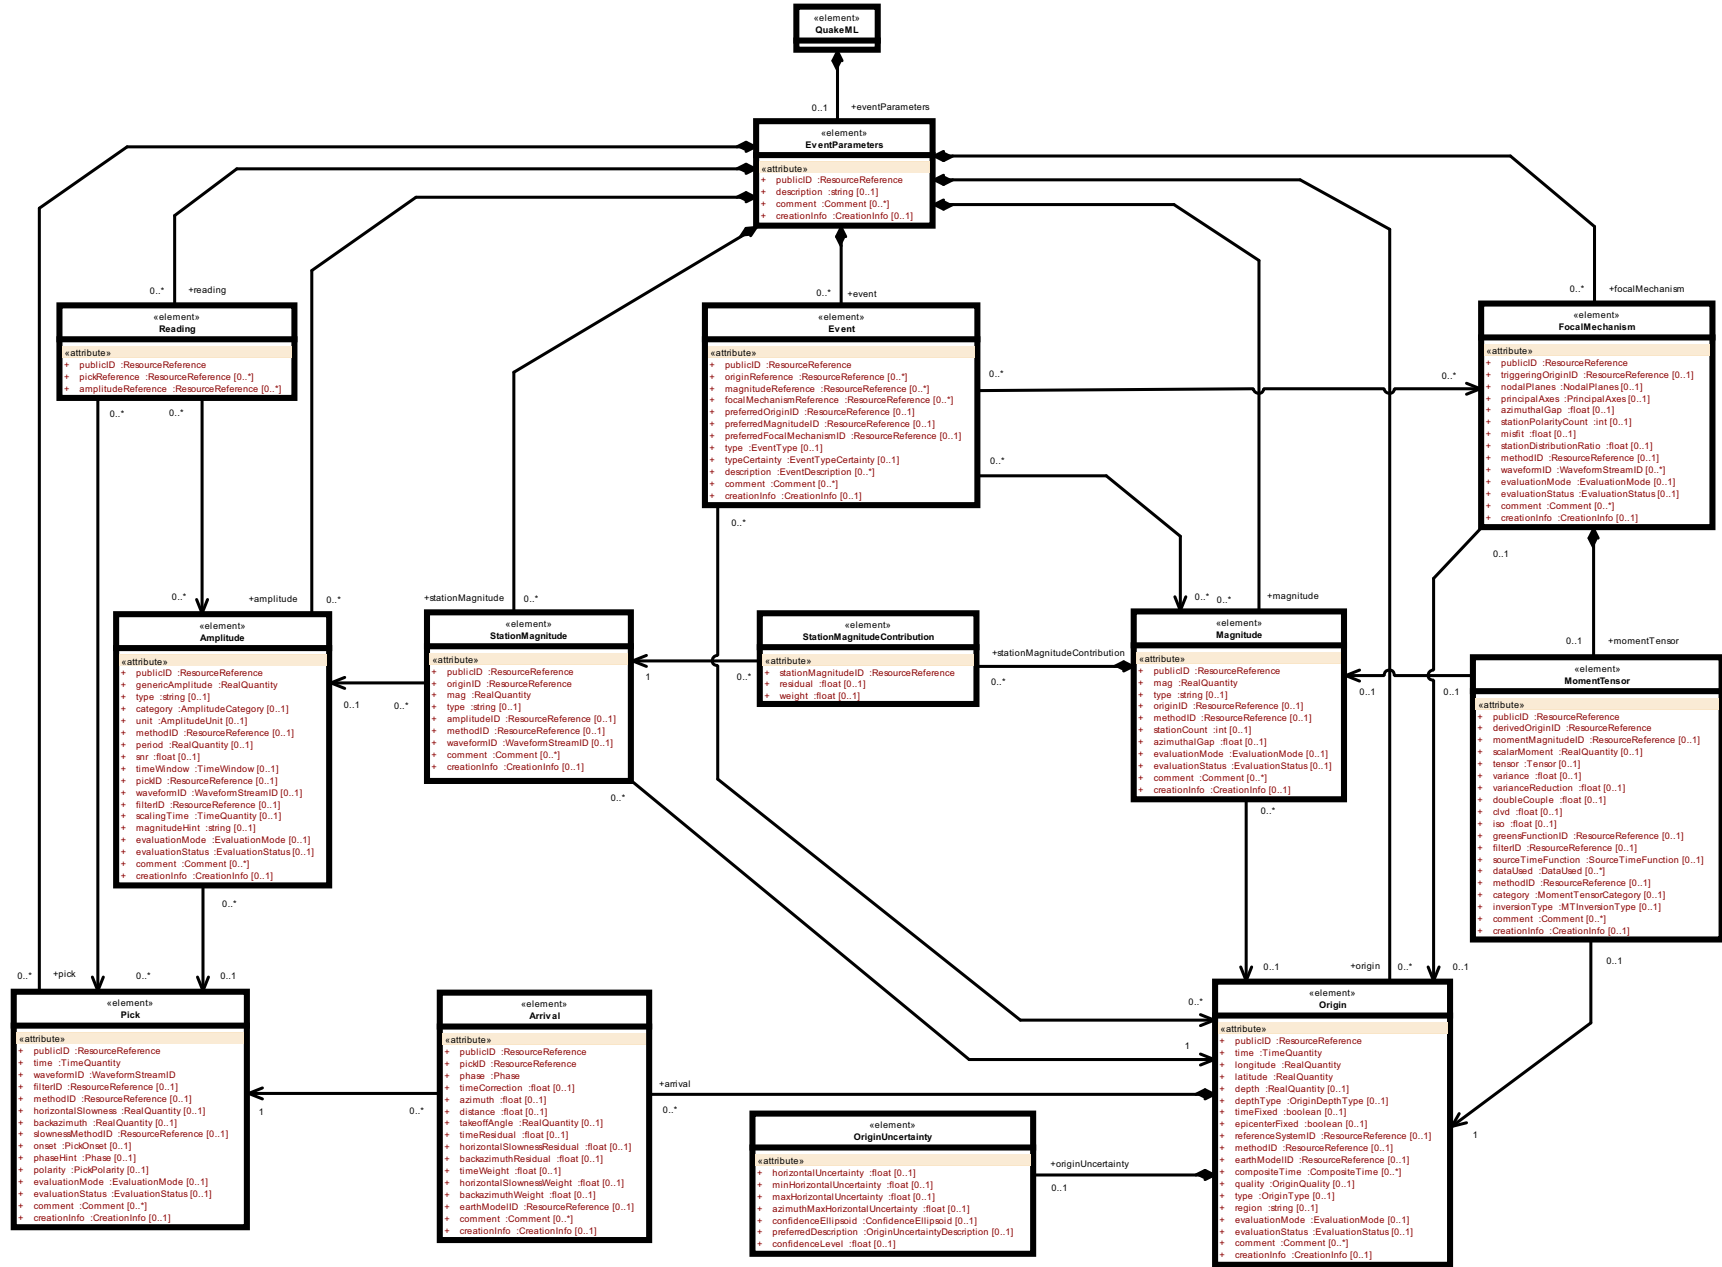 «element»
QuakeML
0..1 +eventParameters
«element»
EventParameters
«attribute»
+ publicID :ResourceReference
+ description :string [0..1]
+ comment :Comment [0..*]
+ creationInfo :CreationInfo [0..1]
0..* +reading
0..* +event
0..* +focalMechanism
«element»
Reading
«attribute»
+ publicID :ResourceReference
+ pickReference :ResourceReference [0..*]
+ amplitudeReference :ResourceReference [0..*]
0..* 0..*
«element»
Event
«attribute»
+ publicID :ResourceReference
+ originReference :ResourceReference [0..*]
+ magnitudeReference :ResourceReference [0..*]
+ focalMechanismReference :ResourceReference [0..*]
+ preferredOriginID :ResourceReference [0..1]
+ preferredMagnitudeID :ResourceReference [0..1]
+ preferredFocalMechanismID :ResourceReference [0..1]
+ type :EventType [0..1]
+ typeCertainty :EventTypeCertainty [0..1]
+ description :EventDescription [0..*]
+ comment :Comment [0..*]
+ creationInfo :CreationInfo [0..1]
0..* 0..*
0..*
0..*
«element»
FocalMechanism
«attribute»
+ publicID :ResourceReference
+ triggeringOriginID :ResourceReference [0..1]
+ nodalPlanes :NodalPlanes [0..1]
+ principalAxes :PrincipalAxes [0..1]
+ azimuthalGap :float [0..1]
+ stationPolarityCount :int [0..1]
+ misfit :float [0..1]
+ stationDistributionRatio :float [0..1]
+ methodID :ResourceReference [0..1]
+ waveformID :WaveformStreamID [0..*]
+ evaluationMode :EvaluationMode [0..1]
+ evaluationStatus :EvaluationStatus [0..1]
+ comment :Comment [0..*]
+ creationInfo :CreationInfo [0..1]
0..1
0..* +amplitude 0..*
+stationMagnitude 0..*
0..* 0..* +magnitude
0..1 +momentTensor
«element»
Amplitude
«attribute»
+ publicID :ResourceReference
+ genericAmplitude :RealQuantity
+ type :string [0..1]
+ category :AmplitudeCategory [0..1]
+ unit :AmplitudeUnit [0..1]
+ methodID :ResourceReference [0..1]
+ period :RealQuantity [0..1]
+ snr :float [0..1]
+ timeWindow :TimeWindow [0..1]
+ pickID :ResourceReference [0..1]
+ waveformID :WaveformStreamID [0..1]
+ filterID :ResourceReference [0..1]
+ scalingTime :TimeQuantity [0..1]
+ magnitudeHint :string [0..1]
+ evaluationMode :EvaluationMode [0..1]
+ evaluationStatus :EvaluationStatus [0..1]
+ comment :Comment [0..*]
+ creationInfo :CreationInfo [0..1]
0..*
0..1 0..*
«element»
StationMagnitude
«attribute»
+ publicID :ResourceReference
+ originID :ResourceReference
+ mag :RealQuantity
+ type :string [0..1]
+ amplitudeID :ResourceReference [0..1]
+ methodID :ResourceReference [0..1]
+ waveformID :WaveformStreamID [0..1]
+ comment :Comment [0..*]
+ creationInfo :CreationInfo [0..1]
0..*
1 0..*
«element»
StationMagnitudeContribution
«attribute»
+ stationMagnitudeID :ResourceReference
+ residual :float [0..1]
+ weight :float [0..1]
+stationMagnitudeContribution
0..*
«element»
Magnitude
«attribute»
+ publicID :ResourceReference
+ mag :RealQuantity
+ type :string [0..1]
+ originID :ResourceReference [0..1]
+ methodID :ResourceReference [0..1]
+ stationCount :int [0..1]
+ azimuthalGap :float [0..1]
+ evaluationMode :EvaluationMode [0..1]
+ evaluationStatus :EvaluationStatus [0..1]
+ comment :Comment [0..*]
+ creationInfo :CreationInfo [0..1]
0..*
0..1 0..1
«element»
MomentTensor
«attribute»
+ publicID :ResourceReference
+ derivedOriginID :ResourceReference
+ momentMagnitudeID :ResourceReference [0..1]
+ scalarMoment :RealQuantity [0..1]
+ tensor :Tensor [0..1]
+ variance :float [0..1]
+ varianceReduction :float [0..1]
+ doubleCouple :float [0..1]
+ clvd :float [0..1]
+ iso :float [0..1]
+ greensFunctionID :ResourceReference [0..1]
+ filterID :ResourceReference [0..1]
+ sourceTimeFunction :SourceTimeFunction [0..1]
+ dataUsed :DataUsed [0..*]
+ methodID :ResourceReference [0..1]
+ category :MomentTensorCategory [0..1]
+ inversionType :MTInversionType [0..1]
+ comment :Comment [0..*]
+ creationInfo :CreationInfo [0..1]
0..1
0..* +pick 0..* 0..1
0..1 +origin 0..* 0..1
«element»
Pick
«attribute»
+ publicID :ResourceReference
+ time :TimeQuantity
+ waveformID :WaveformStreamID
+ filterID :ResourceReference [0..1]
+ methodID :ResourceReference [0..1]
+ horizontalSlowness :RealQuantity [0..1]
+ backazimuth :RealQuantity [0..1]
+ slownessMethodID :ResourceReference [0..1]
+ onset :PickOnset [0..1]
+ phaseHint :Phase [0..1]
+ polarity :PickPolarity [0..1]
+ evaluationMode :EvaluationMode [0..1]
+ evaluationStatus :EvaluationStatus [0..1]
+ comment :Comment [0..*]
+ creationInfo :CreationInfo [0..1]
1 0..*
«element»
Arrival
«attribute»
+ publicID :ResourceReference
+ pickID :ResourceReference
+ phase :Phase
+ timeCorrection :float [0..1]
+ azimuth :float [0..1]
+ distance :float [0..1]
+ takeoffAngle :RealQuantity [0..1]
+ timeResidual :float [0..1]
+ horizontalSlownessResidual :float [0..1]
+ backazimuthResidual :float [0..1]
+ timeWeight :float [0..1]
+ horizontalSlownessWeight :float [0..1]
+ backazimuthWeight :float [0..1]
+ earthModelID :ResourceReference [0..1]
+ comment :Comment [0..*]
+ creationInfo :CreationInfo [0..1]
+arrival
0..*
0..*
1
«element»
OriginUncertainty
«attribute»
+ horizontalUncertainty :float [0..1]
+ minHorizontalUncertainty :float [0..1]
+ maxHorizontalUncertainty :float [0..1]
+ azimuthMaxHorizontalUncertainty :float [0..1]
+ confidenceEllipsoid :ConfidenceEllipsoid [0..1]
+ preferredDescription :OriginUncertaintyDescription [0..1]
+ confidenceLevel :float [0..1]
+originUncertainty
0..1
«element»
Origin
«attribute»
+ publicID :ResourceReference
+ time :TimeQuantity
+ longitude :RealQuantity
+ latitude :RealQuantity
+ depth :RealQuantity [0..1]
+ depthType :OriginDepthType [0..1]
+ timeFixed :boolean [0..1]
+ epicenterFixed :boolean [0..1]
+ referenceSystemID :ResourceReference [0..1]
+ methodID :ResourceReference [0..1]
+ earthModelID :ResourceReference [0..1]
+ compositeTime :CompositeTime [0..*]
+ quality :OriginQuality [0..1]
+ type :OriginType [0..1]
+ region :string [0..1]
+ evaluationMode :EvaluationMode [0..1]
+ evaluationStatus :EvaluationStatus [0..1]
+ comment :Comment [0..*]
+ creationInfo :CreationInfo [0..1]
1